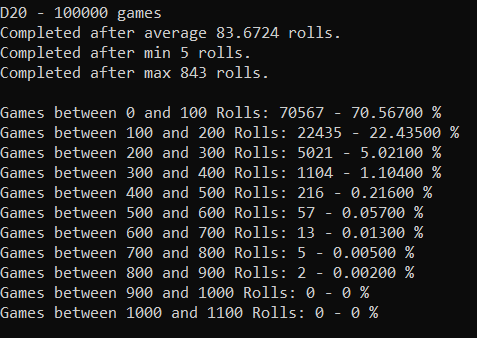 D20 - 100000 games
Completed after average 83.6724 rolls.
Completed after min 5 rolls.
Completed after max 843 rolls.
Games between 0 and 100 Rolls: 70567 - 70.56700 %
Games between 100 and 200 Rolls: 22435 - 22.43500 %
Games between 200 and 300 Rolls: 5021 - 5.02100 %
Games between 300 and 400 Rolls: 1104 - 1.10400 %
Games between 400 and 500 Rolls: 216 - 0.21600 %
Games between 500 and 600 Rolls: 57 - 0.05700 %
Games between 600 and 700 Rolls: 13 - 0.01300 %
Games between 700 and 800 Rolls: 5 - 0.00500 %
Games between 800 and 900 Rolls: 2 - 0.00200 %
Games between 900 and 1000 Rolls: 0 - 0 %
Games between 1000 and 1100 Rolls: 0 - 0 %